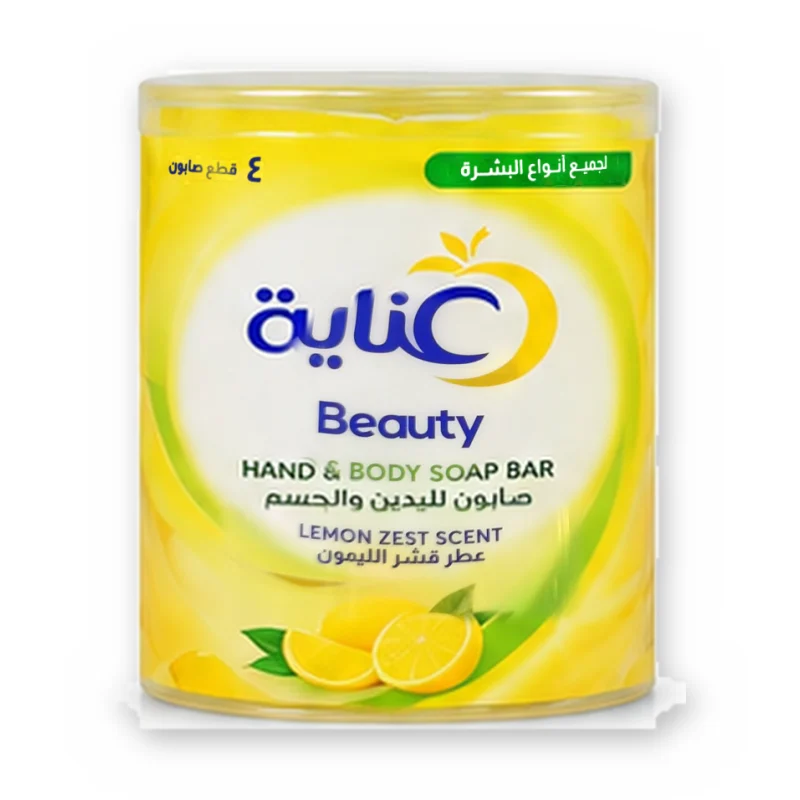 لجميع أنواع البشرة
٤ قطع صابون
عناية
Beauty
HAND & BODY SOAP BAR
صابون لليدين والجسم
LEMON ZEST SCENT
عطر قشر الليمون